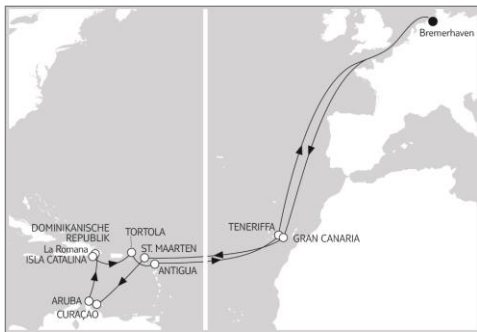 Bremerhaven
TENERIFFA
GRAN CANARIA
TORTOLA
DOMINIKANISCHE
REPUBLIK
ST. MAARTEN
La Romana
ISLA CATALINA
ANTIGUA
ARUBA
CURAÇAO